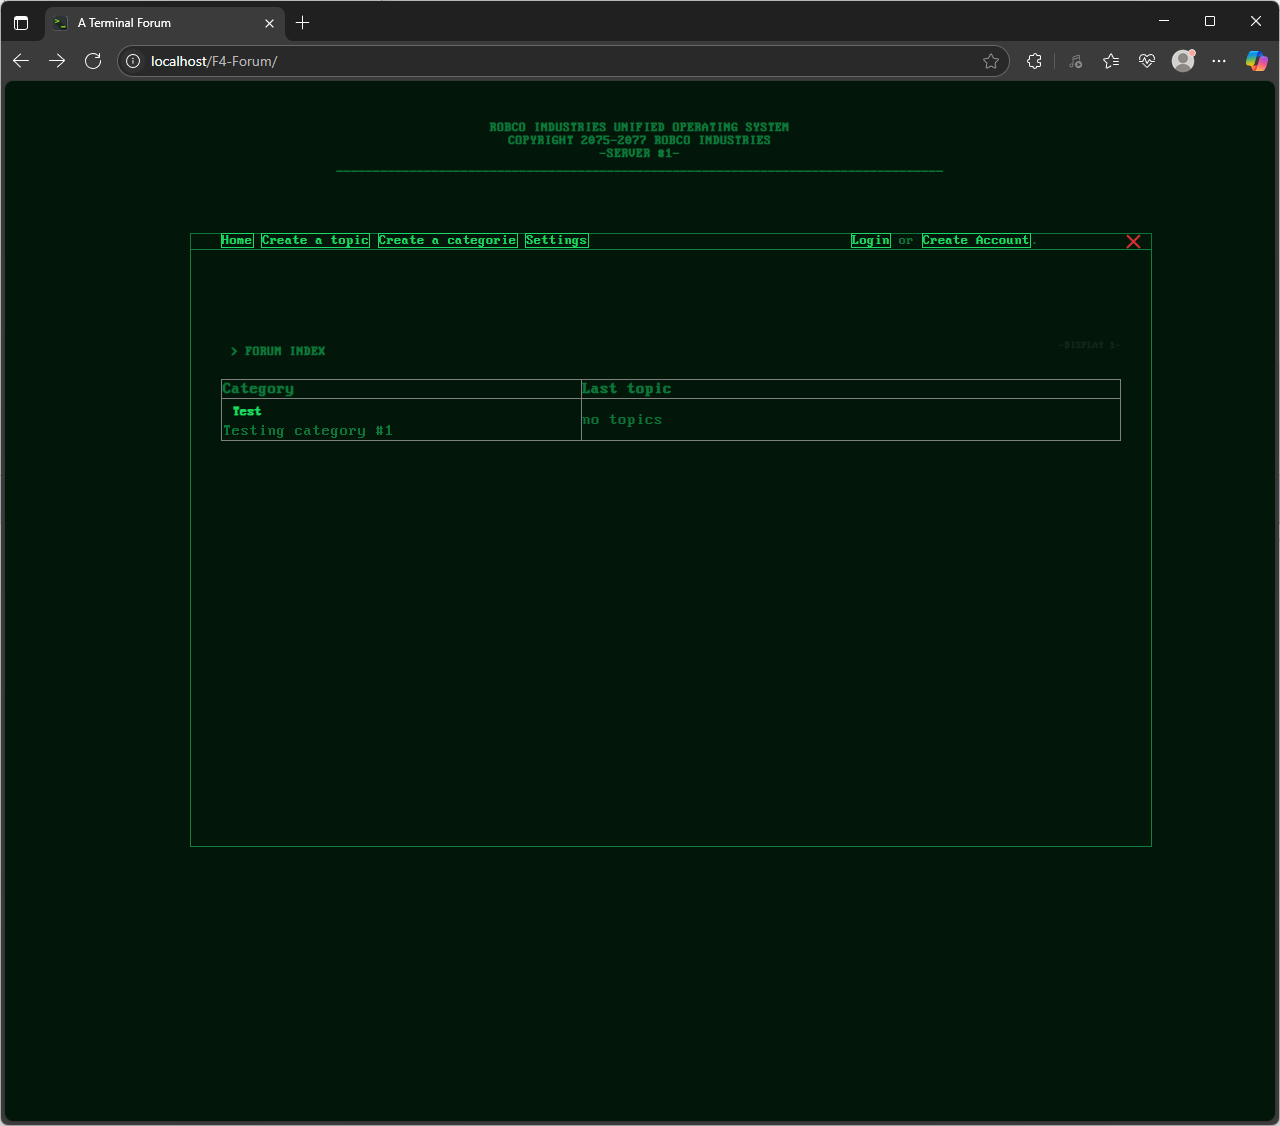 A Terminal Forum
localhost/F4-Forum/
ROBCO INDUSTRIES UNIFIED OPERATING SYSTEM
COPYRIGHT 2075-2077 ROBCO INDUSTRIES
-SERVER #1-
Home Create a topic Create a categorie Settings Login or Create Account.
-DISPLAY 1-
> FORUM INDEX
Category Last topic
Test
Testing category #1
no topics